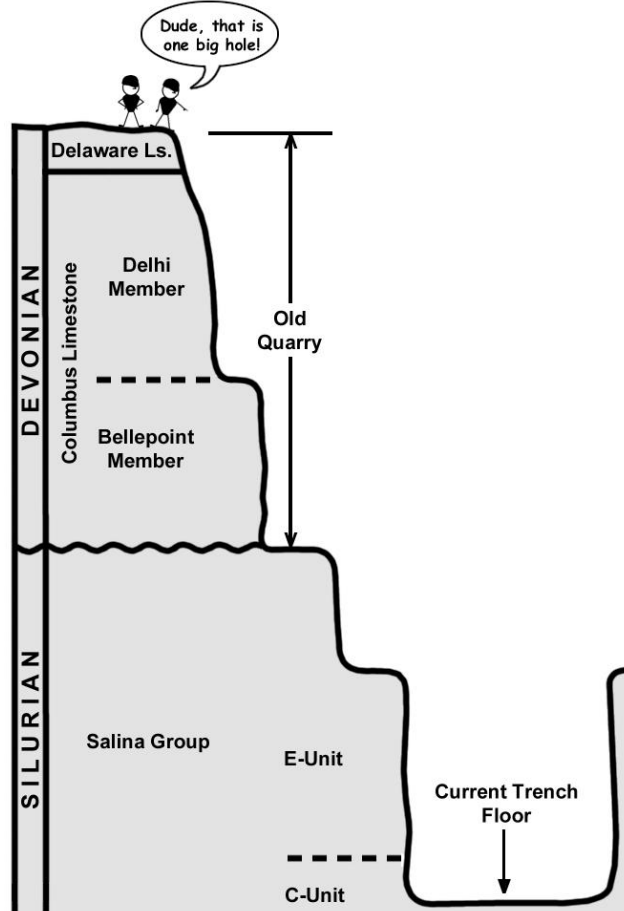 Dude, that is
one big hole!
Delaware Ls.
DEVONIAN
Columbus Limestone
Delhi
Member
Old
Quarry
Bellepoint
Member
SILURIAN
Salina Group
E-Unit
Current Trench
Floor
C-Unit